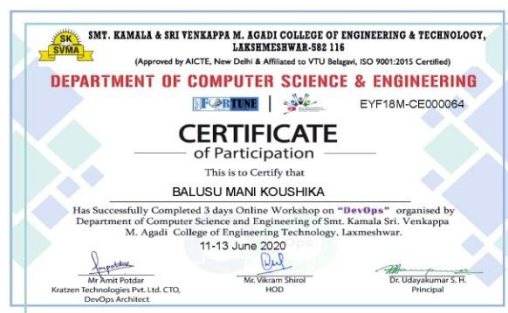 SK
SVMA
SMT. KAMALA & SRI VENKAPPA M. AGADI COLLEGE OF ENGINEERING & TECHNOLOGY,
LAKSHMESHWAR-582 116
(Approved by AICTE, New Delhi & Affiliated to VTU Belagavi, ISO 9001:2015 Certified)
DEPARTMENT OF COMPUTER SCIENCE & ENGINEERING
FORTUNE
EYF18M-CE000064
CERTIFICATE
of Participation
This is to Certify that
BALUSU MANI KOUSHIKA
Has Successfully Completed 3 days Online Workshop on "DevOps" organised by
Department of Computer Science and Engineering of Smt. Kamala Sri. Venkappa
M. Agadi College of Engineering Technology, Laxmeshwar.
11-13 June 2020
Mr Amit Potdar
Kratzen Technologies Pvt. Ltd. CTO,
DevOps Architect
Mr. Vikram Shirol
HOD
Dr. Udayakumar S. H.
Principal